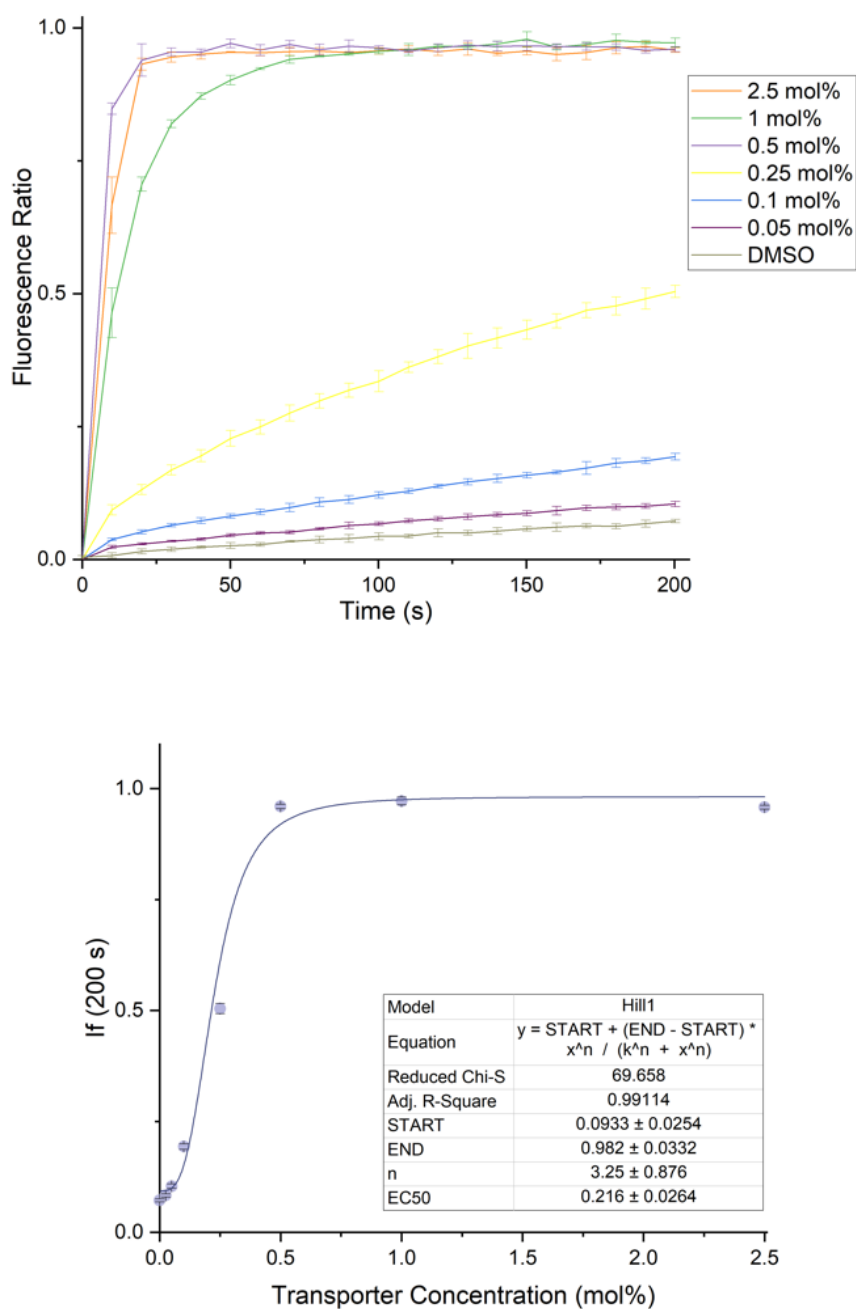 1.0
0.5
0.0
Fluorescence Ratio
0
50
100
150
200
Time (s)
2.5 mol%
1 mol%
0.5 mol%
0.25 mol%
0.1 mol%
0.05 mol%
DMSO
1.0
0.5
0.0
If (200 s)
Model Hill1
Equation y = START + (END - START) *
x^n / (k^n + x^n)
Reduced Chi-S 69.658
Adj. R-Square 0.99114
START 0.0933 ± 0.0254
END 0.982 ± 0.0332
n 3.25 ± 0.876
EC50 0.216 ± 0.0264
0.0
0.5
1.0
1.5
2.0
2.5
Transporter Concentration (mol%)